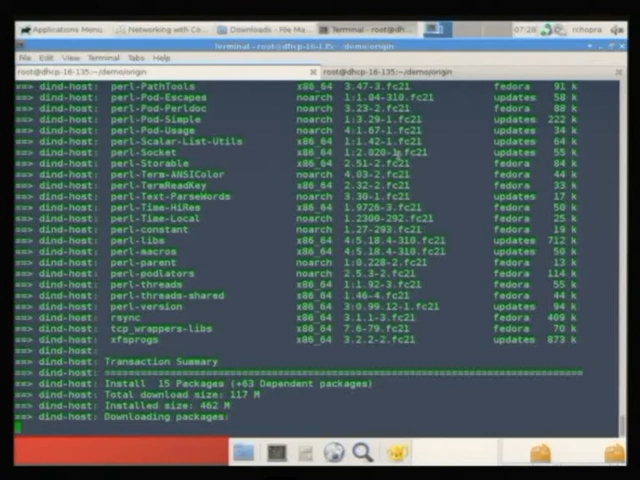 Applications Menu Networking with Co... Downloads - File Ma... Terminal - root@dh... 07:28 rchopra
Terminal - root@dhcp-16-135:~/demo/origin
File Edit View Terminal Tabs Help
root@dhcp-16-135:~/demo/origin root@dhcp-16-135:~/demo/origin
==> dind-host: perl-PathTools x86_64 3.47-3.fc21 fedora 91 k
==> dind-host: perl-Pod-Escapes noarch 1:1.04-310.fc21 updates 58 k
==> dind-host: perl-Pod-Perldoc noarch 3.23-2.fc21 fedora 88 k
==> dind-host: perl-Pod-Simple noarch 1:3.29-1.fc21 updates 222 k
==> dind-host: perl-Pod-Usage noarch 4:1.67-1.fc21 updates 34 k
==> dind-host: perl-Scalar-List-Utils x86_64 1:1.42-1.fc21 updates 64 k
==> dind-host: perl-Socket x86_64 1:2.020-1.fc21 updates 55 k
==> dind-host: perl-Storable x86_64 2.51-2.fc21 fedora 84 k
==> dind-host: perl-Term-ANSIColor noarch 4.03-2.fc21 fedora 44 k
==> dind-host: perl-TermReadKey x86_64 2.32-2.fc21 fedora 33 k
==> dind-host: perl-Text-ParseWords noarch 3.30-1.fc21 updates 17 k
==> dind-host: perl-Time-HiRes x86_64 1.9726-3.fc21 fedora 50 k
==> dind-host: perl-Time-Local noarch 1.2300-292.fc21 fedora 25 k
==> dind-host: perl-constant noarch 1.27-293.fc21 fedora 19 k
==> dind-host: perl-libs x86_64 4:5.18.4-310.fc21 updates 712 k
==> dind-host: perl-macros x86_64 4:5.18.4-310.fc21 updates 50 k
==> dind-host: perl-parent noarch 1:0.228-2.fc21 fedora 13 k
==> dind-host: perl-podlators noarch 2.5.3-2.fc21 fedora 114 k
==> dind-host: perl-threads x86_64 1:1.92-3.fc21 fedora 55 k
==> dind-host: perl-threads-shared x86_64 1.46-4.fc21 fedora 44 k
==> dind-host: perl-version x86_64 3:0.99.12-1.fc21 updates 94 k
==> dind-host: rsync x86_64 3.1.1-3.fc21 fedora 409 k
==> dind-host: tcp_wrappers-libs x86_64 7.6-79.fc21 fedora 70 k
==> dind-host: xfsprogs x86_64 3.2.2-2.fc21 updates 873 k
==> dind-host:
==> dind-host: Transaction Summary
==> dind-host: ================================================================================
==> dind-host: Install 15 Packages (+63 Dependent packages)
==> dind-host: Total download size: 117 M
==> dind-host: Installed size: 462 M
==> dind-host: Downloading packages: